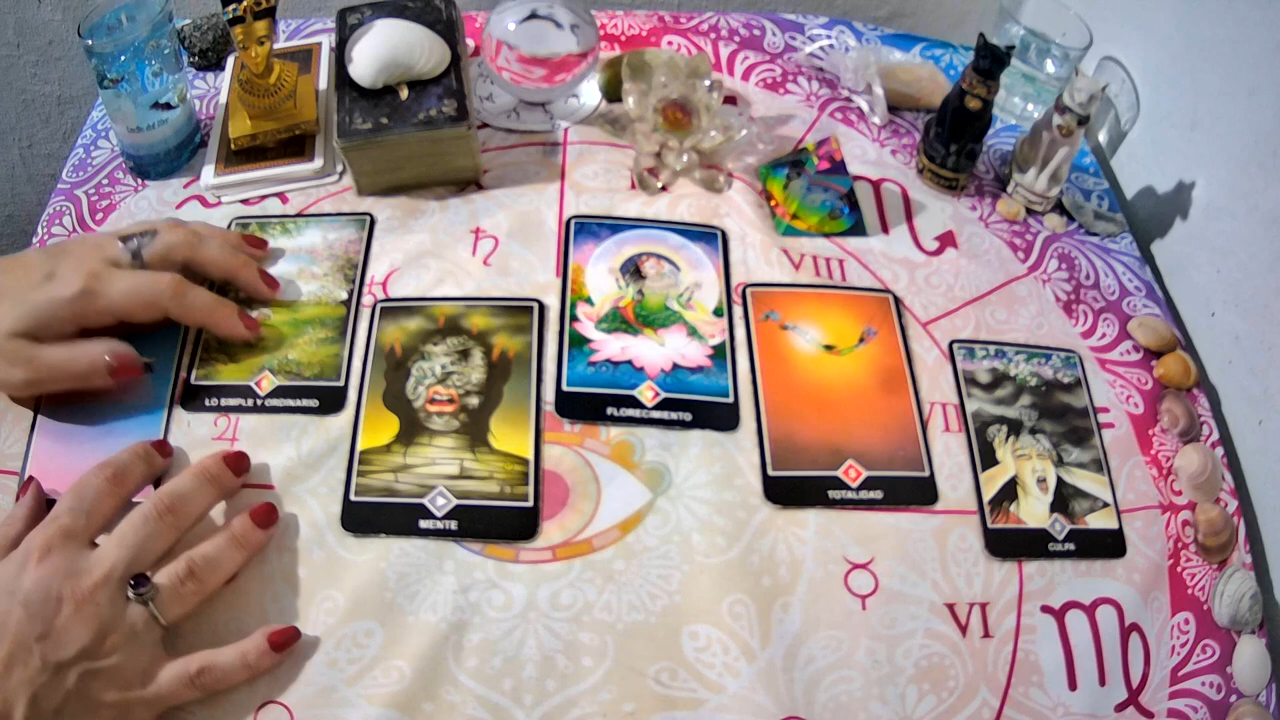 LO SIMPLE Y ORDINARIO
MENTE
FLORECIMIENTO
TOTALIDAD
CULPA
VIII
VII
VI